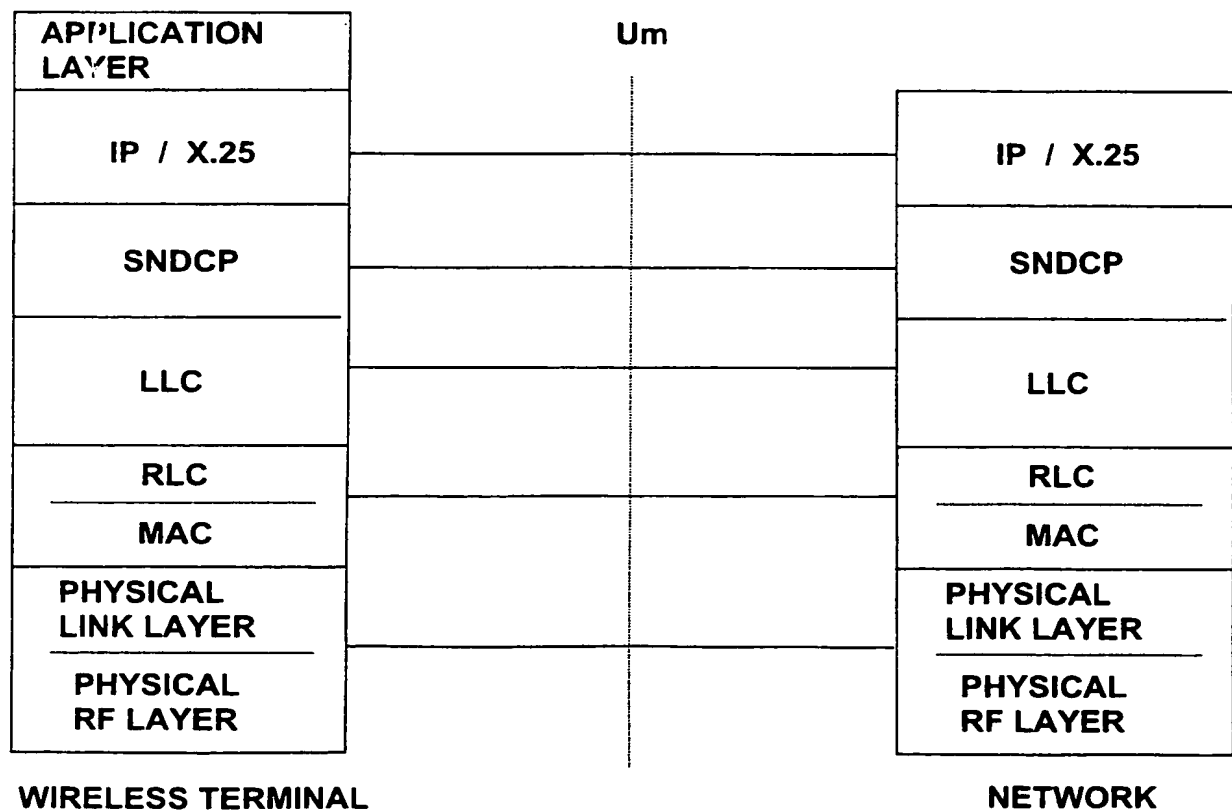 APPLICATION
LAYER
Um
IP / X.25
IP / X.25
SNDCP
SNDCP
LLC
LLC
RLC
RLC
MAC
MAC
PHYSICAL
LINK LAYER
PHYSICAL
LINK LAYER
PHYSICAL
RF LAYER
PHYSICAL
RF LAYER
WIRELESS TERMINAL
NETWORK